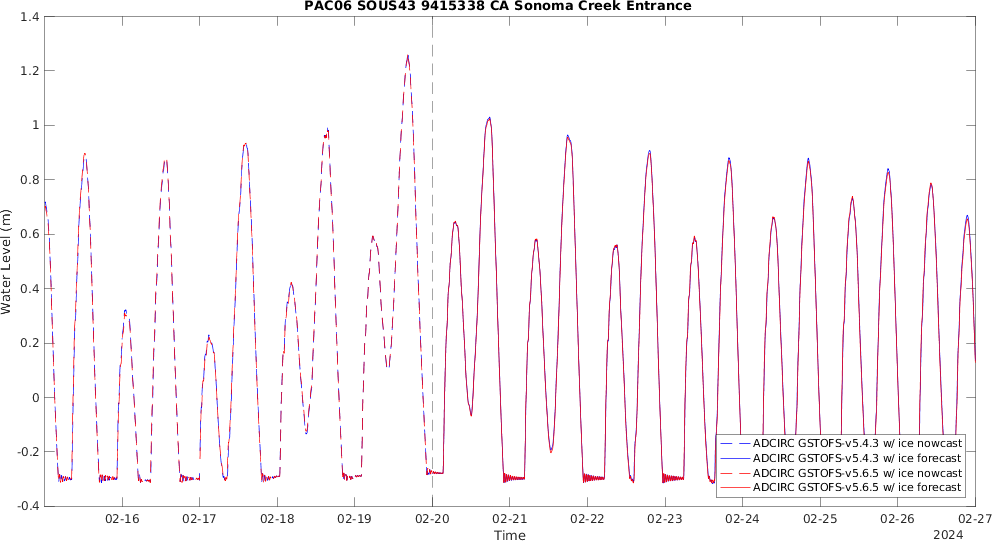 PAC06 SOUS43 9415338 CA Sonoma Creek Entrance
1.4
1.2
1
0.8
0.6
0.4
0.2
0
-0.2
-0.4
Water Level (m)
ADCIRC GSTOFS-v5.4.3 w/ ice nowcast
ADCIRC GSTOFS-v5.4.3 w/ ice forecast
ADCIRC GSTOFS-v5.6.5 w/ ice nowcast
ADCIRC GSTOFS-v5.6.5 w/ ice forecast
02-16 02-17 02-18 02-19 02-20 02-21 02-22 02-23 02-24 02-25 02-26 02-27
Time
2024